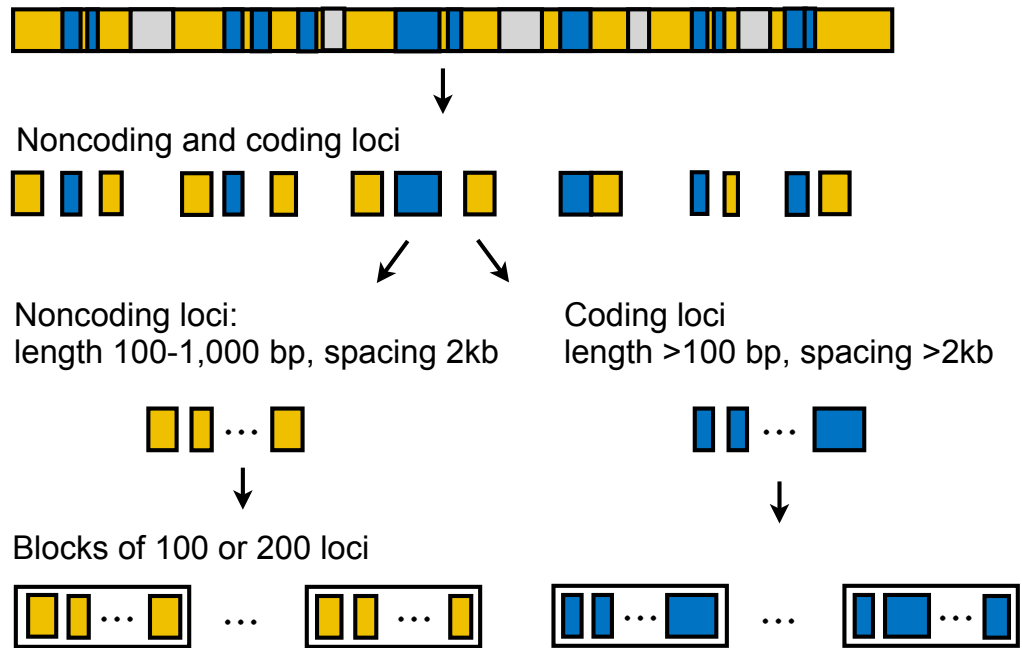 Noncoding and coding loci
Noncoding loci:
length 100-1,000 bp, spacing 2kb
Coding loci
length >100 bp, spacing >2kb
... ...
Blocks of 100 or 200 loci
... ... ... ... ... ...